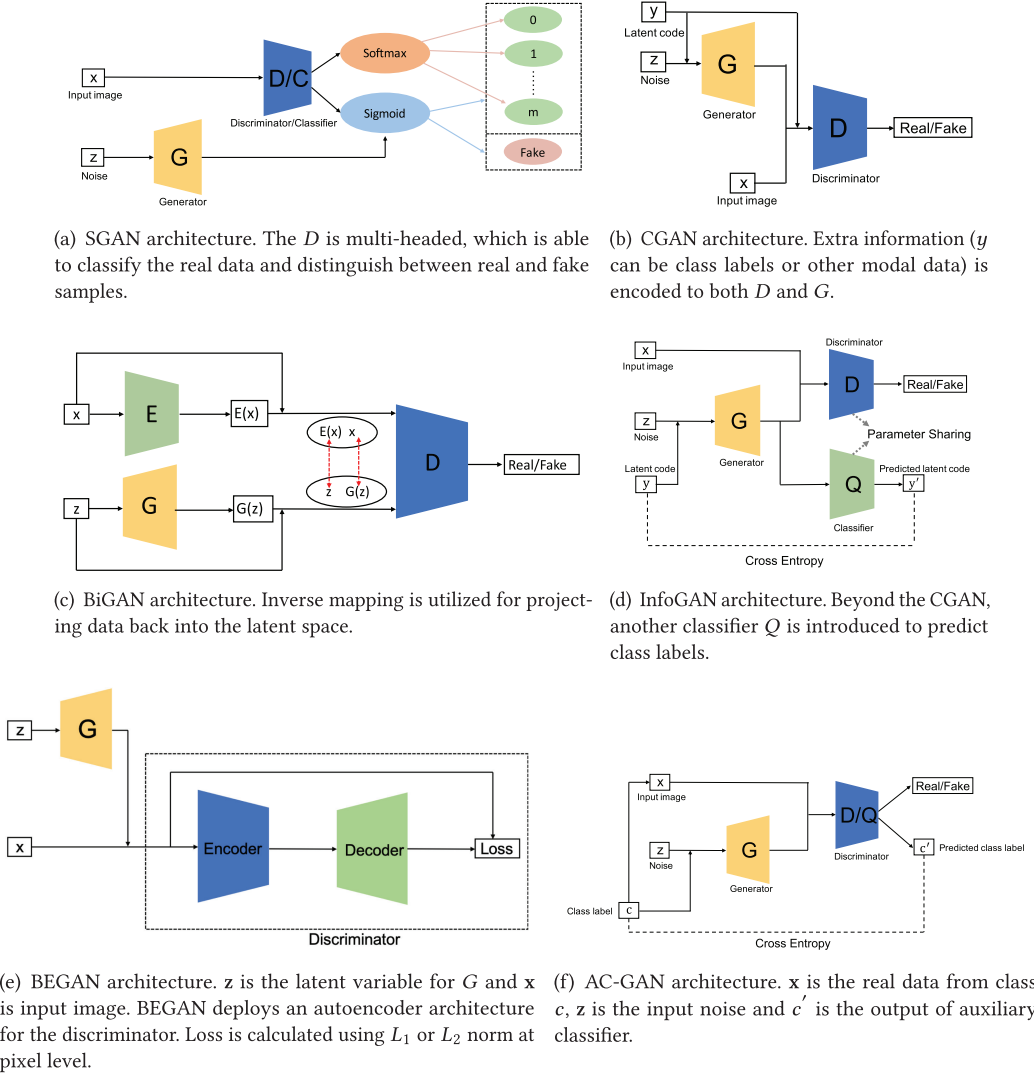 x
Input image
D/C
Discriminator/Classifier
Softmax
Sigmoid
0
1
m
Fake
z
Noise
G
Generator
(a) SGAN architecture. The D is multi-headed, which is able
to classify the real data and distinguish between real and fake
samples.
y
Latent code
z
Noise
G
Generator
D
Discriminator
Real/Fake
x
Input image
(b) CGAN architecture. Extra information (y
can be class labels or other modal data) is
encoded to both D and G.
x
E
E(x)
E(x) x
z G(z)
z
G
G(z)
D
Real/Fake
(c) BiGAN architecture. Inverse mapping is utilized for project-
ing data back into the latent space.
x
Input image
Discriminator
D
Real/Fake
z
Noise
G
Generator
Parameter Sharing
Latent code
y
Q
Classifier
Predicted latent code
y′
Cross Entropy
(d) InfoGAN architecture. Beyond the CGAN,
another classifier Q is introduced to predict
class labels.
z
G
x
Encoder
Decoder
Loss
Discriminator
(e) BEGAN architecture. z is the latent variable for G and x
is input image. BEGAN deploys an autoencoder architecture
for the discriminator. Loss is calculated using L1 or L2 norm at
pixel level.
x
Input image
z
Noise
G
Generator
D/Q
Discriminator
Real/Fake
c′
Predicted class label
Class label
c
Cross Entropy
(f) AC-GAN architecture. x is the real data from class
c, z is the input noise and c′ is the output of auxiliary
classifier.